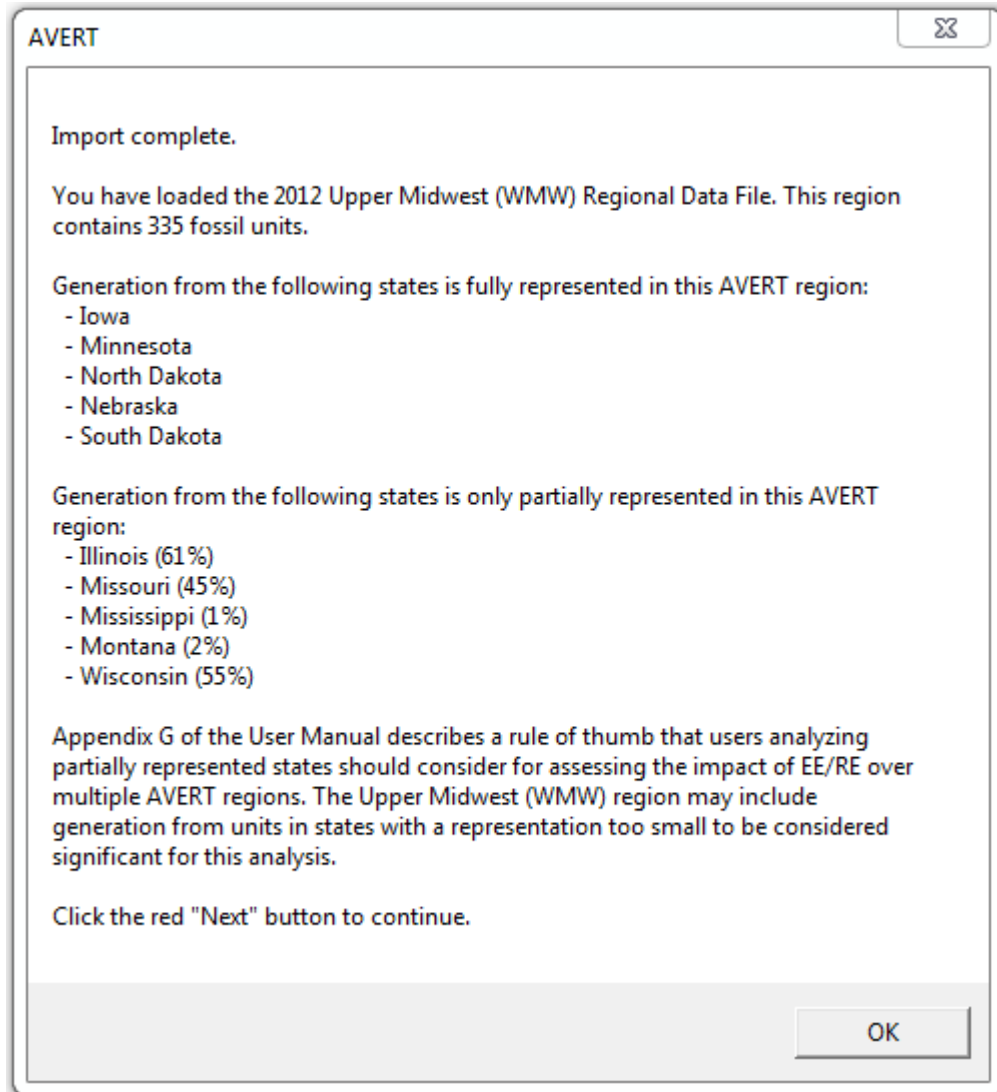 AVERT
Import complete.
You have loaded the 2012 Upper Midwest (WMW) Regional Data File. This region
contains 335 fossil units.
Generation from the following states is fully represented in this AVERT region:
- Iowa
- Minnesota
- North Dakota
- Nebraska
- South Dakota
Generation from the following states is only partially represented in this AVERT
region:
- Illinois (61%)
- Missouri (45%)
- Mississippi (1%)
- Montana (2%)
- Wisconsin (55%)
Appendix G of the User Manual describes a rule of thumb that users analyzing
partially represented states should consider for assessing the impact of EE/RE over
multiple AVERT regions. The Upper Midwest (WMW) region may include
generation from units in states with a representation too small to be considered
significant for this analysis.
Click the red "Next" button to continue.
OK